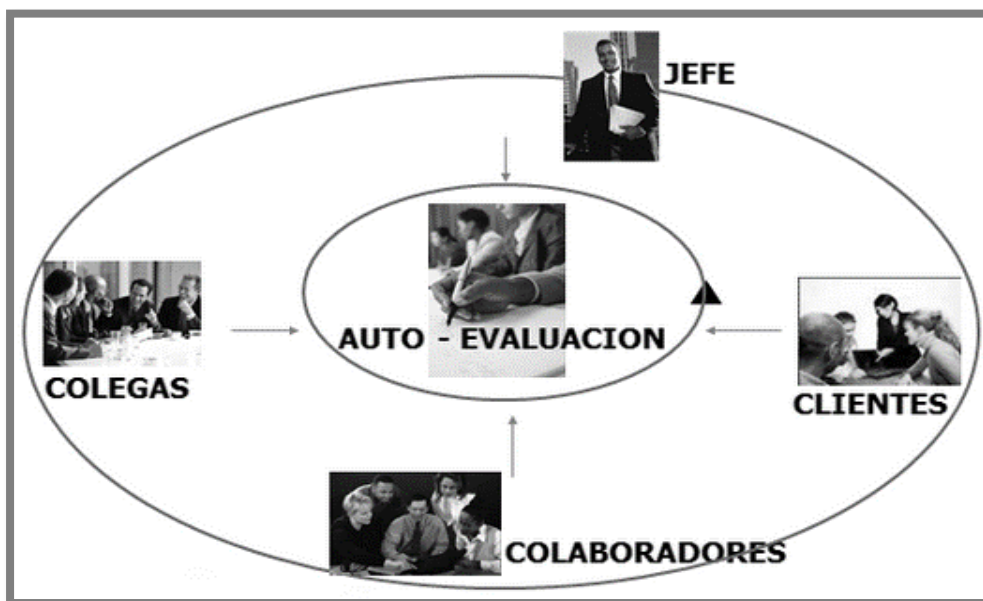 JEFE
AUTO - EVALUACION
COLEGAS
CLIENTES
COLABORADORES